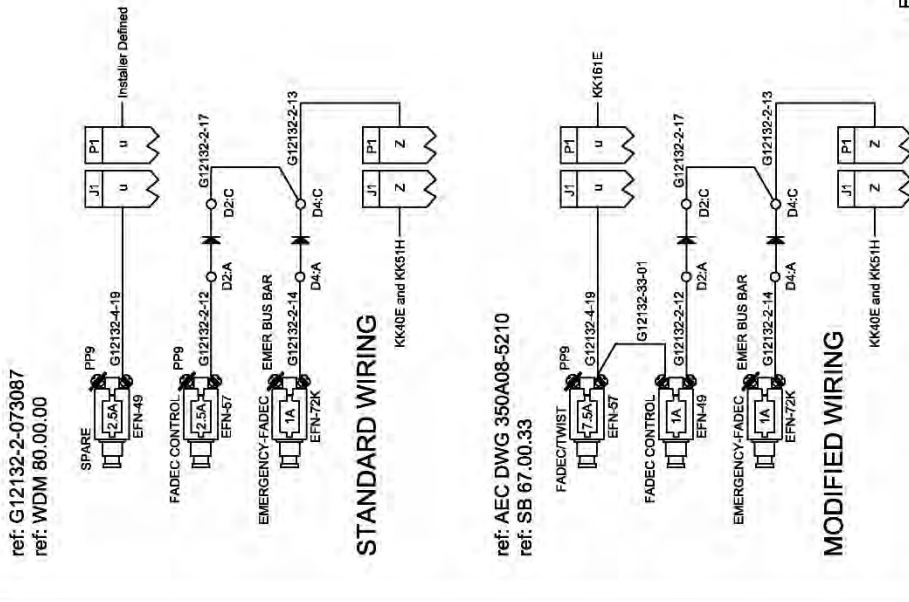 ref: G12132-2-073087
ref: WDM 80.00.00
SPARE
PP9
2.5A
EFN-49
G12132-4-19
J1
P1
u
u
Installer Defined
FADEC CONTROL
PP9
2.5A
EFN-57
G12132-2-12
D2:A
D2:C
G12132-2-17
EMERGENCY-FADEC
EMER BUS BAR
1A
EFN-72K
G12132-2-14
D4:A
D4:C
G12132-2-13
J1
P1
Z
Z
KK40E and KK51H
STANDARD WIRING
ref: AEC DWG 350A08-5210
ref: SB 67.00.33
FADEC/TWIST
PP9
7.5A
EFN-57
G12132-4-19
J1
P1
u
u
KK161E
G12132-33-01
FADEC CONTROL
1A
EFN-49
G12132-2-12
D2:A
D2:C
G12132-2-17
EMERGENCY-FADEC
EMER BUS BAR
1A
EFN-72K
G12132-2-14
D4:A
D4:C
G12132-2-13
J1
P1
Z
Z
KK40E and KK51H
MODIFIED WIRING